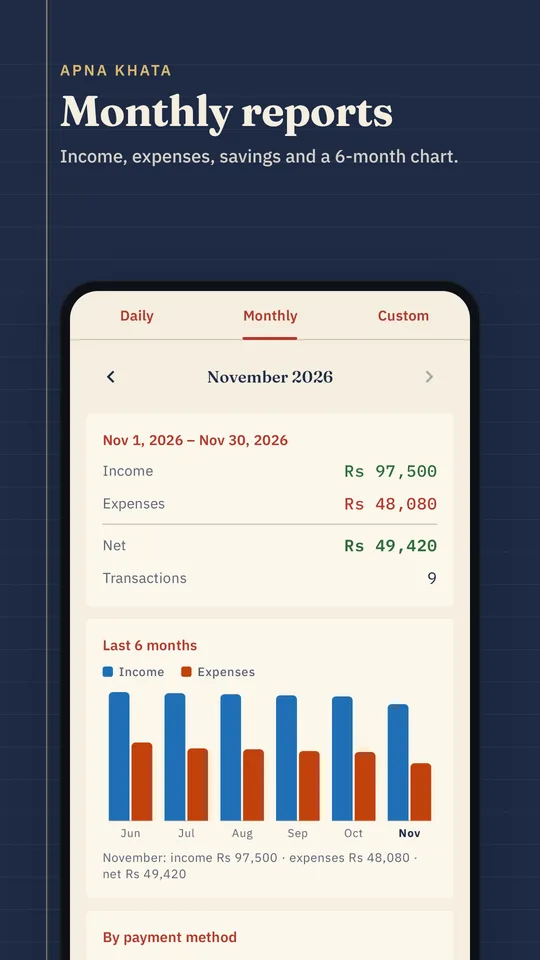 APNA KHATA
Monthly reports
Income, expenses, savings and a 6-month chart.
Daily Monthly Custom
November 2026
Nov 1, 2026 – Nov 30, 2026
Income Rs 97,500
Expenses Rs 48,080
Net Rs 49,420
Transactions 9
Last 6 months
Income Expenses
Jun Jul Aug Sep Oct Nov
November: income Rs 97,500 · expenses Rs 48,080 ·
net Rs 49,420
By payment method